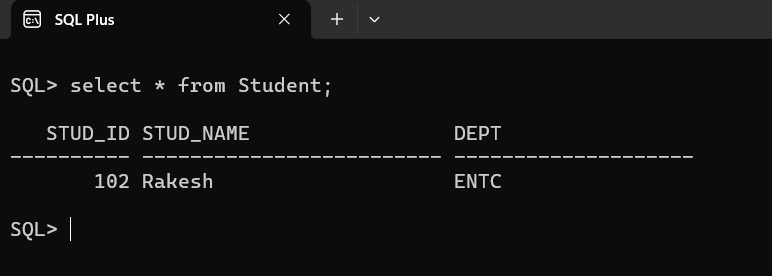 SQL Plus
SQL> select * from Student;
STUD_ID STUD_NAME DEPT
---------- ------------------------- --------------------
102 Rakesh ENTC
SQL>